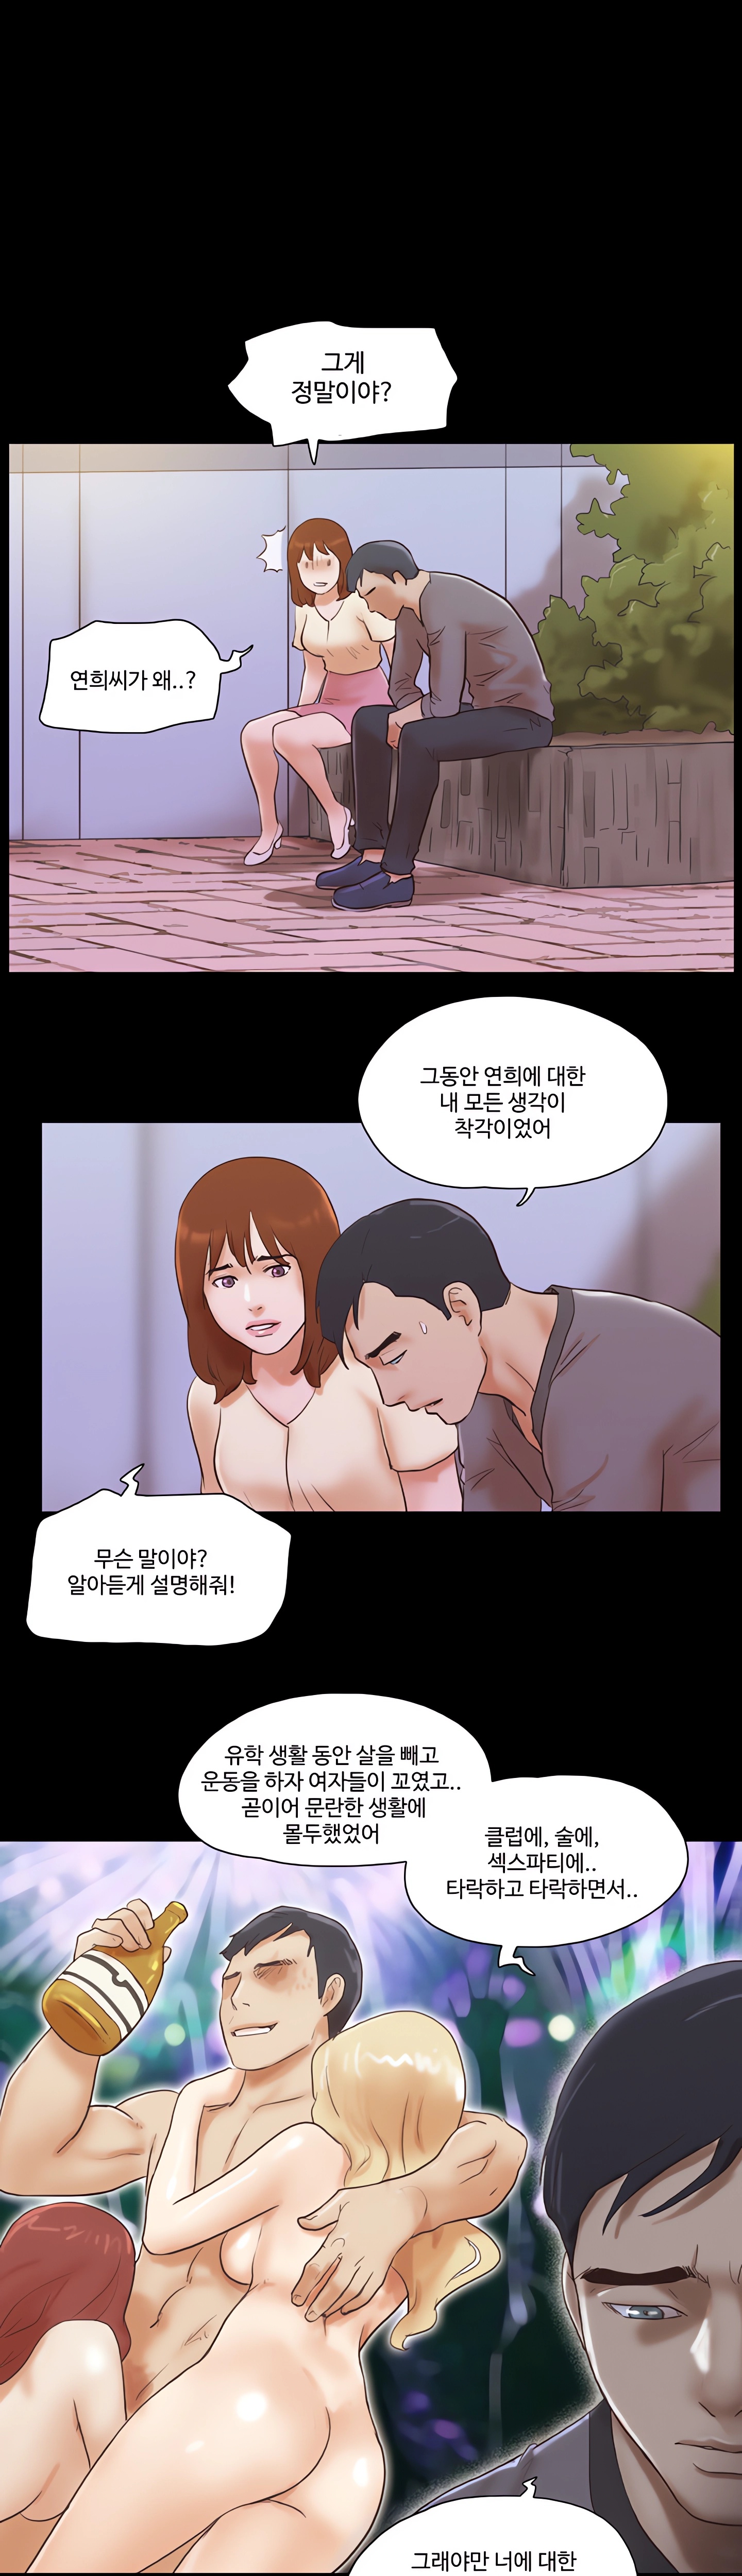 그게
정말이야?
연희씨가 왜..?
그동안 연희에 대한
내 모든 생각이
착각이었어
무슨 말이야?
알아듣게 설명해줘!
유학 생활 동안 살을 빼고
운동을 하자 여자들이 꼬였고..
곧이어 문란한 생활에
몰두했었어
클럽에, 술에,
섹스파티에..
타락하고 타락하면서..
그래야만 너에 대한